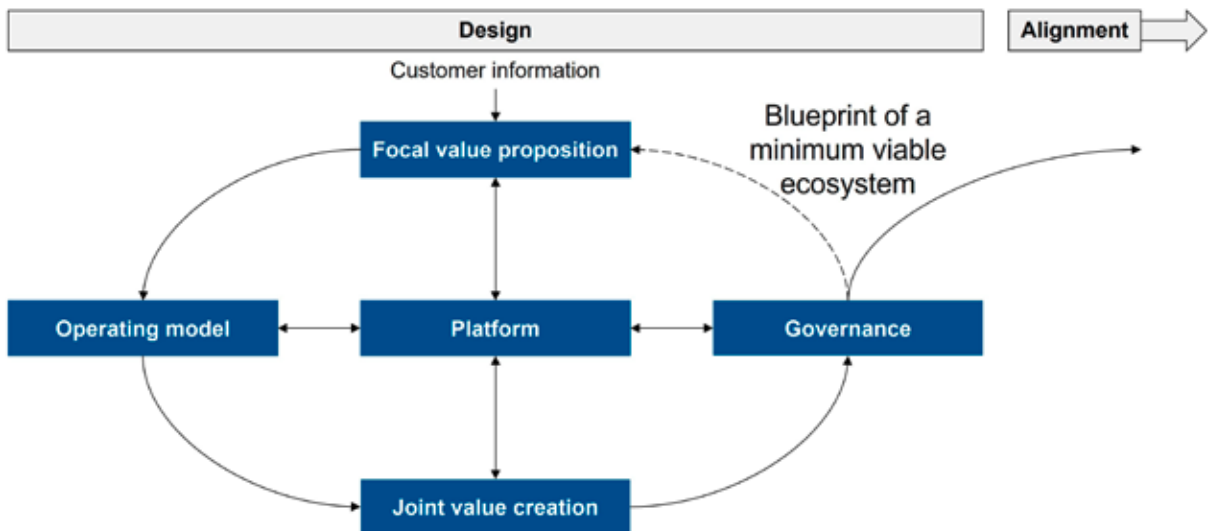 Design
Alignment
Customer information
Focal value proposition
Blueprint of a
minimum viable
ecosystem
Operating model
Platform
Governance
Joint value creation